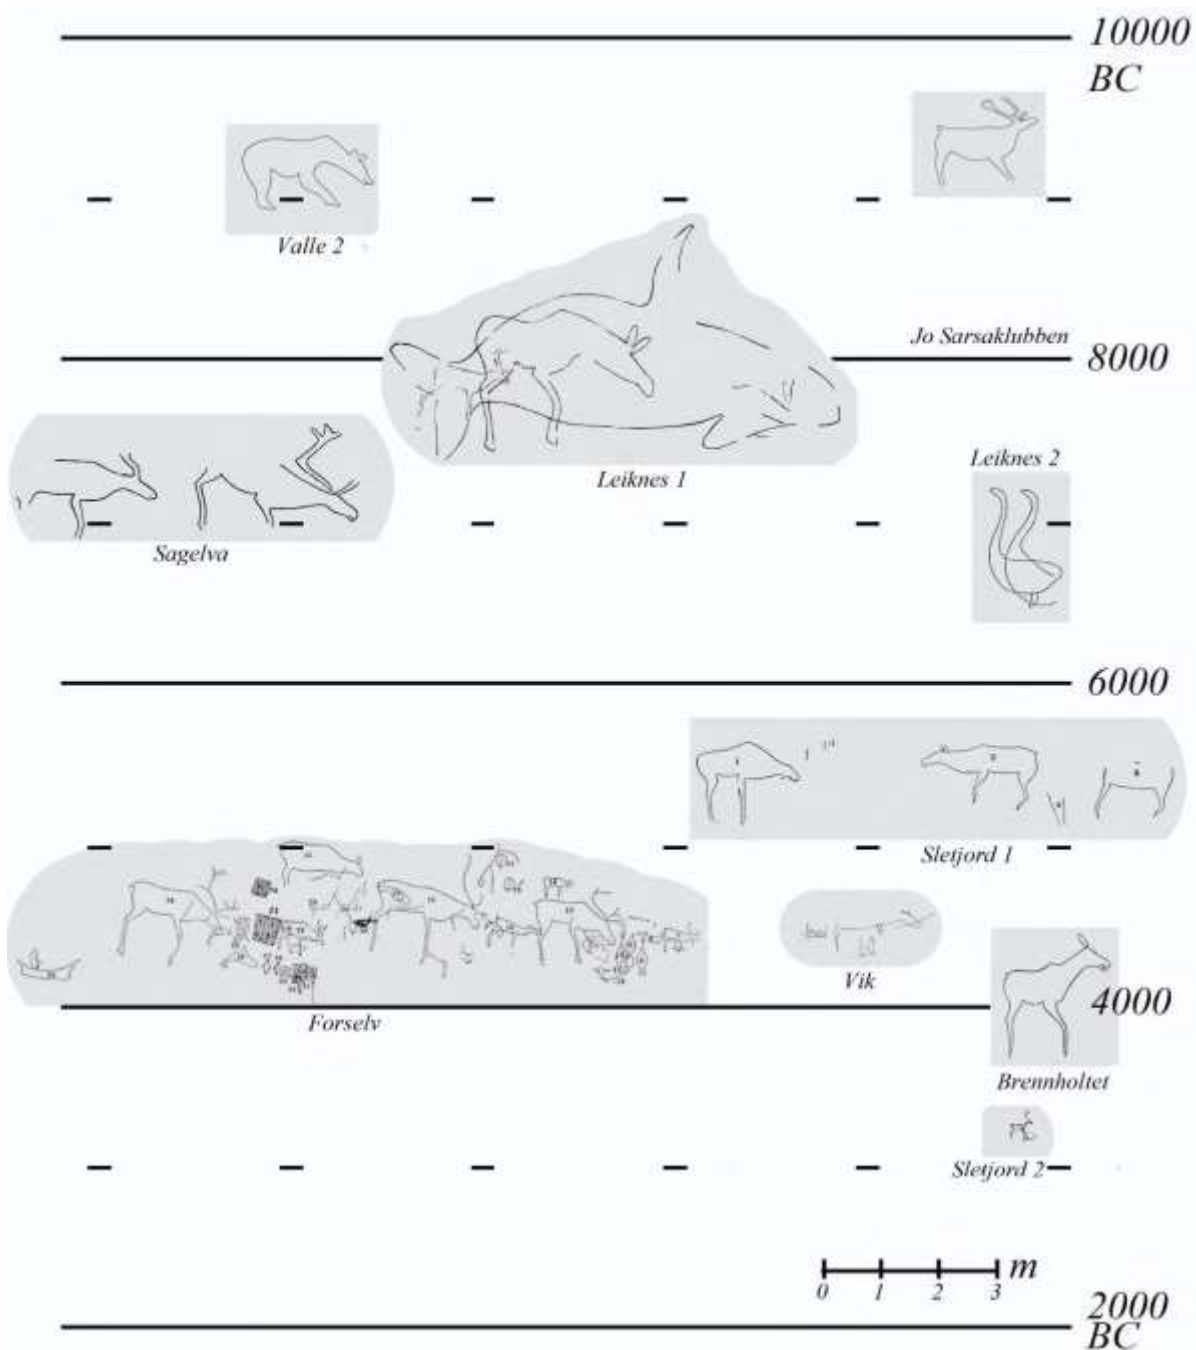 10000
BC
Valle 2
Jo Sarsaklubben
8000
Leiknes 1
Leiknes 2
Sagelva
6000
Sletjord 1
Vik
4000
Forselv
Brennholtet
Sletjord 2
m
0 1 2 3
2000
BC